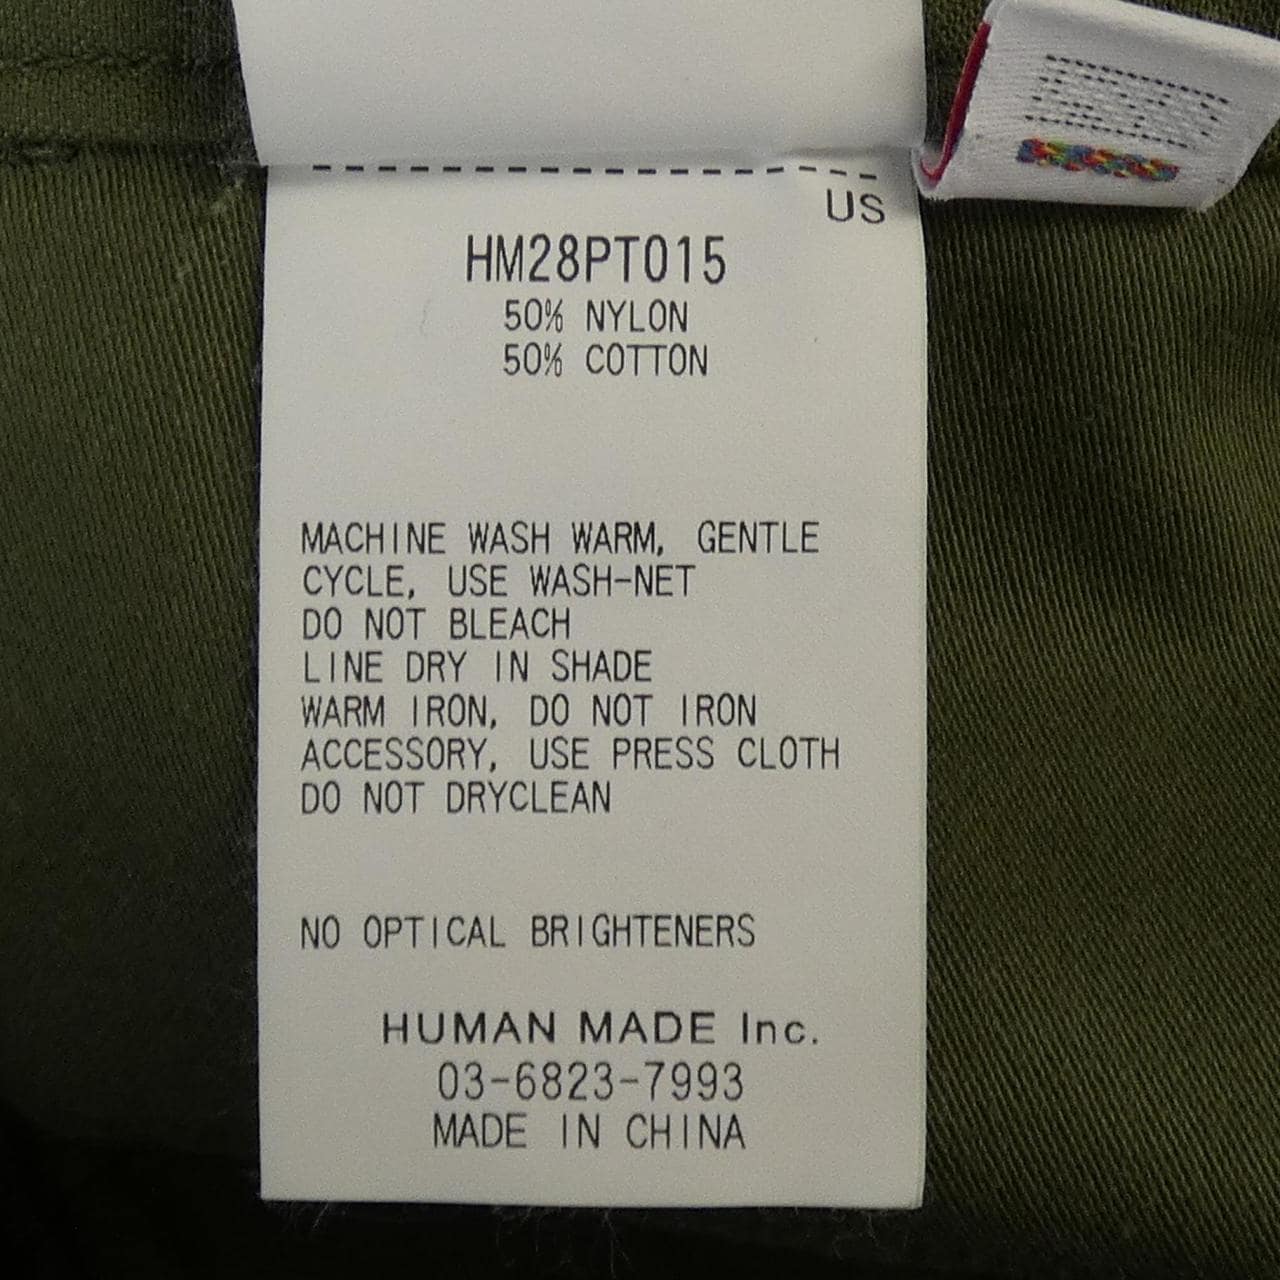 US
HM28PT015
50% NYLON
50% COTTON
MACHINE WASH WARM, GENTLE
CYCLE, USE WASH-NET
DO NOT BLEACH
LINE DRY IN SHADE
WARM IRON, DO NOT IRON
ACCESSORY, USE PRESS CLOTH
DO NOT DRYCLEAN
NO OPTICAL BRIGHTENERS
HUMAN MADE Inc.
03-6823-7993
MADE IN CHINA